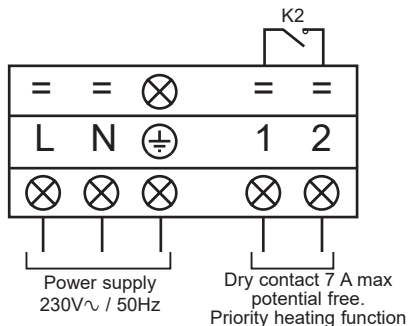 K2
= = = =
L N 1 2
Power supply
230V∿ / 50Hz
Dry contact 7 A max
potential free.
Priority heating function